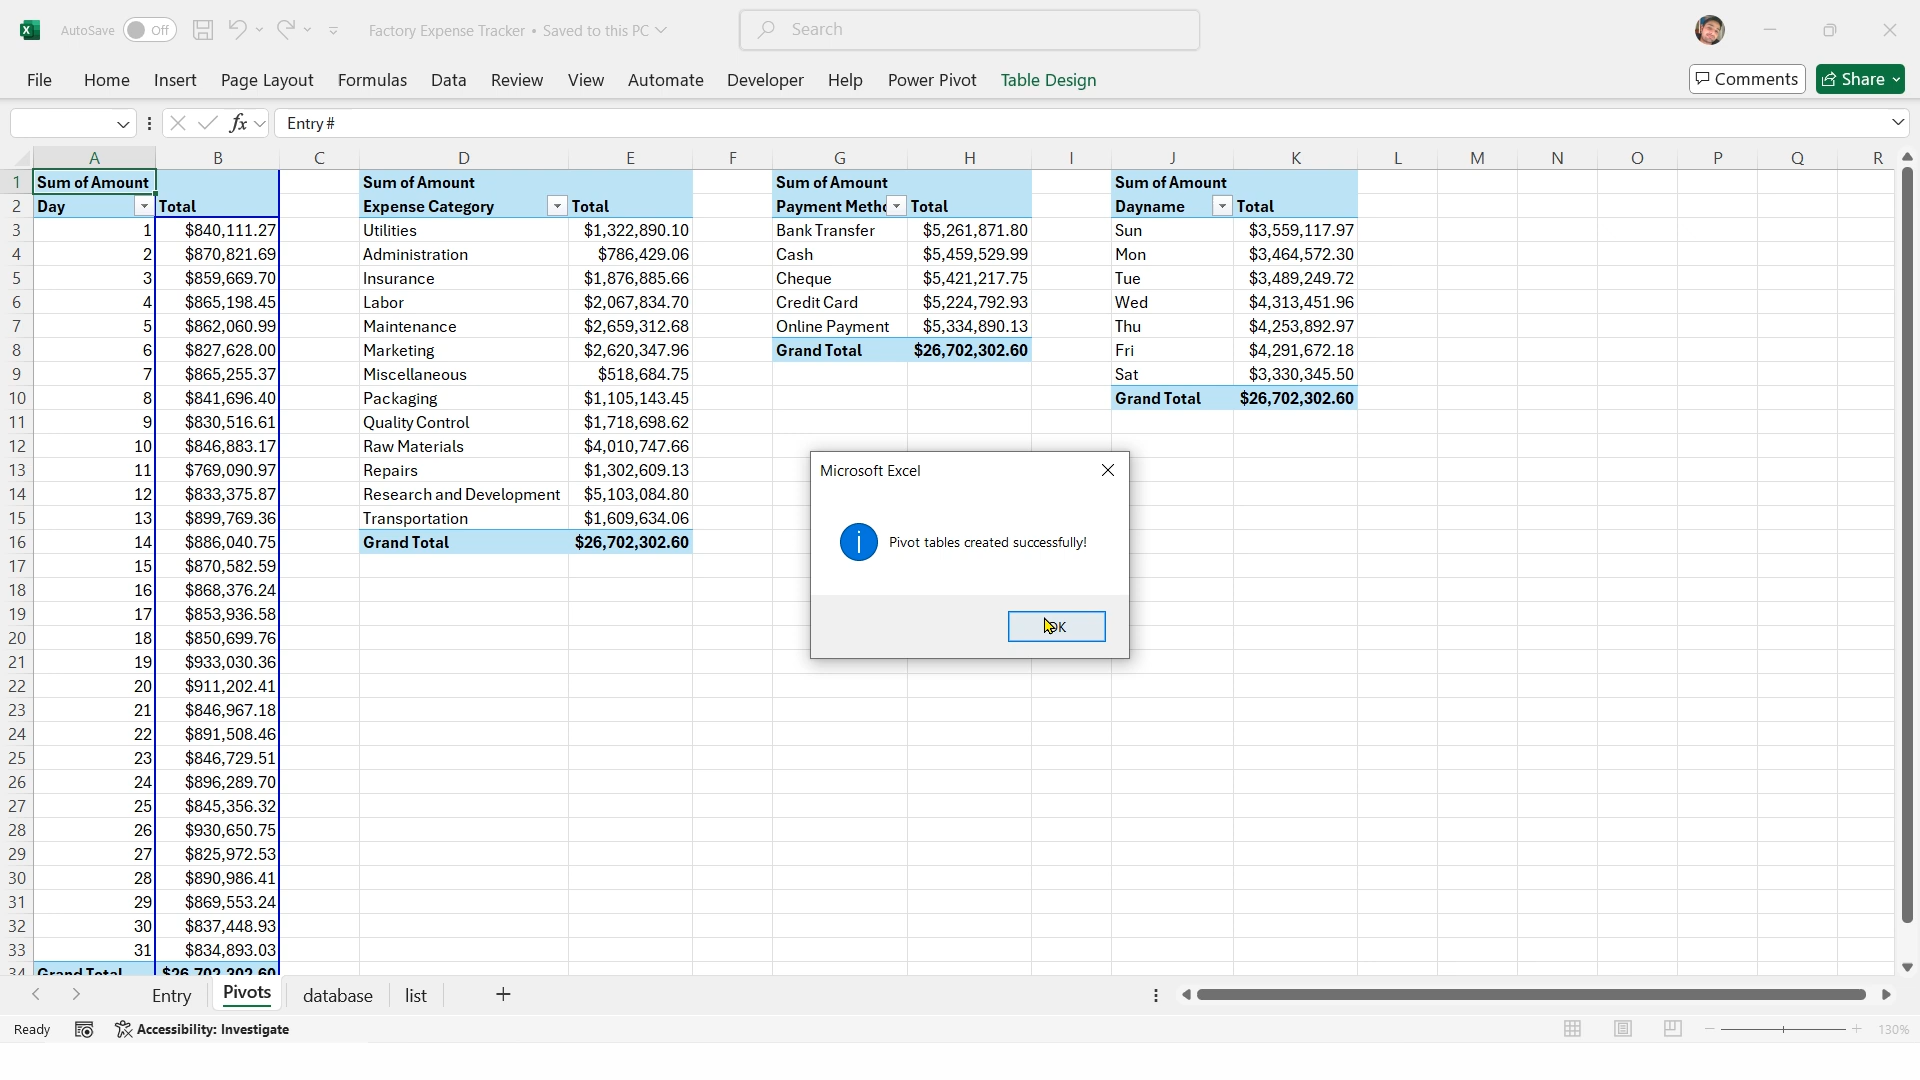 AutoSave Off Factory Expense Tracker • Saved to this PC Search
File Home Insert Page Layout Formulas Data Review View Automate Developer Help Power Pivot Table Design Comments Share
fx Entry #
A B C D E F G H I J K L M N O P Q R
1 Sum of Amount Sum of Amount Sum of Amount Sum of Amount
2 Day Total Expense Category Total Payment Meth Total Dayname Total
3 1 $840,111.27 Utilities $1,322,890.10 Bank Transfer $5,261,871.80 Sun $3,559,117.97
4 2 $870,821.69 Administration $786,429.06 Cash $5,459,529.99 Mon $3,464,572.30
5 3 $859,669.70 Insurance $1,876,885.66 Cheque $5,421,217.75 Tue $3,489,249.72
6 4 $865,198.45 Labor $2,067,834.70 Credit Card $5,224,792.93 Wed $4,313,451.96
7 5 $862,060.99 Maintenance $2,659,312.68 Online Payment $5,334,890.13 Thu $4,253,892.97
8 6 $827,628.00 Marketing $2,620,347.96 Grand Total $26,702,302.60 Fri $4,291,672.18
9 7 $865,255.37 Miscellaneous $518,684.75 Sat $3,330,345.50
10 8 $841,696.40 Packaging $1,105,143.45 Grand Total $26,702,302.60
11 9 $830,516.61 Quality Control $1,718,698.62
12 10 $846,883.17 Raw Materials $4,010,747.66
13 11 $769,090.97 Repairs $1,302,609.13
14 12 $833,375.87 Research and Development $5,103,084.80
15 13 $899,769.36 Transportation $1,609,634.06
16 14 $886,040.75 Grand Total $26,702,302.60
17 15 $870,582.59
18 16 $868,376.24
19 17 $853,936.58
20 18 $850,699.76
21 19 $933,030.36
22 20 $911,202.41
23 21 $846,967.18
24 22 $891,508.46
25 23 $846,729.51
26 24 $896,289.70
27 25 $845,356.32
28 26 $930,650.75
29 27 $825,972.53
30 28 $890,986.41
31 29 $869,553.24
32 30 $837,448.93
33 31 $834,893.03
34 Grand Total $26,702,302.60
Microsoft Excel
Pivot tables created successfully!
OK
Entry Pivots database list
Ready Accessibility: Investigate 130%